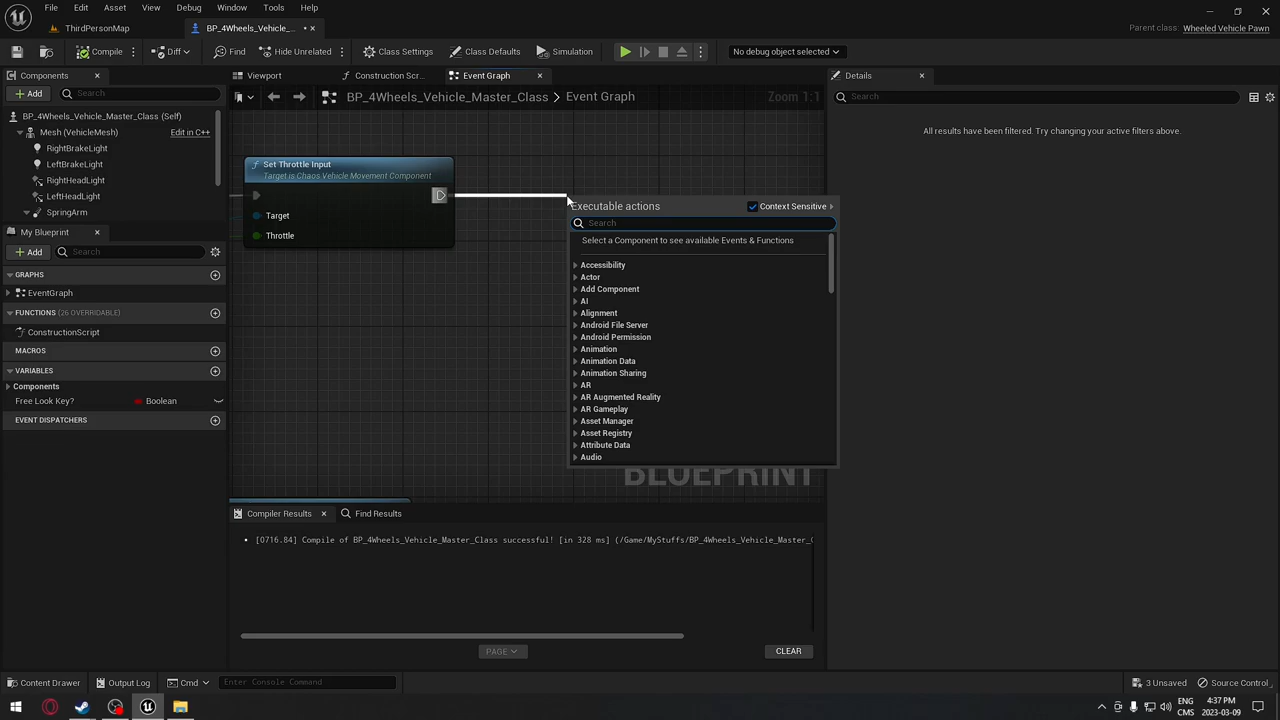 File Edit Asset View Debug Window Tools Help
ThirdPersonMap
BP_4Wheels_Vehicle_...
Parent class: Wheeled Vehicle Pawn
Compile
Diff
Find
Hide Unrelated
Class Settings
Class Defaults
Simulation
No debug object selected
Components
Viewport
Construction Scr...
Event Graph
Details
+ Add
Search
BP_4Wheels_Vehicle_Master_Class > Event Graph
Zoom 1:1
Search
BP_4Wheels_Vehicle_Master_Class (Self)
Mesh (VehicleMesh)
Edit in C++
RightBrakeLight
LeftBrakeLight
RightHeadLight
LeftHeadLight
SpringArm
All results have been filtered. Try changing your active filters above.
Set Throttle Input
Target is Chaos Vehicle Movement Component
Target
Throttle
Executable actions
Context Sensitive
Search
Select a Component to see available Events & Functions
Accessibility
Actor
Add Component
AI
Alignment
Android File Server
Android Permission
Animation
Animation Data
Animation Sharing
AR
AR Augmented Reality
AR Gameplay
Asset Manager
Asset Registry
Attribute Data
Audio
BLUEPRINT
My Blueprint
+ Add
Search
GRAPHS
EventGraph
FUNCTIONS (26 OVERRIDABLE)
ConstructionScript
MACROS
VARIABLES
Components
Free Look Key?
Boolean
EVENT DISPATCHERS
Compiler Results
Find Results
[0716.84] Compile of BP_4Wheels_Vehicle_Master_Class successful! [in 328 ms] (/Game/MyStuffs/BP_4Wheels_Vehicle_Master_C
PAGE
CLEAR
Content Drawer
Output Log
Cmd
Enter Console Command
3 Unsaved
Source Control
ENG
CMS
4:37 PM
2023-03-09